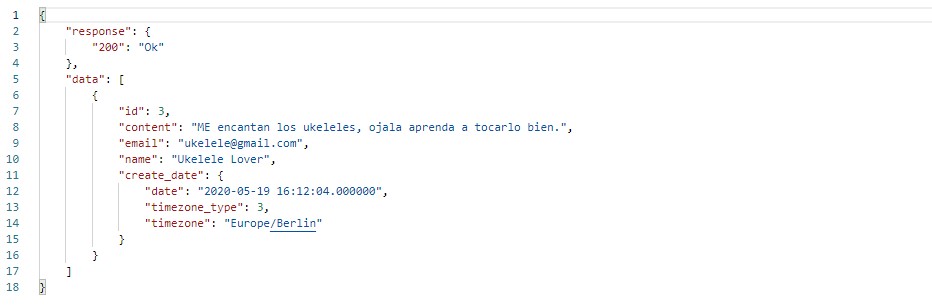 1 {
2 "response": {
3 "200": "Ok"
4 },
5 "data": [
6 {
7 "id": 3,
8 "content": "ME encantan los ukeleles, ojala aprenda a tocarlo bien.",
9 "email": "ukelele@gmail.com",
10 "name": "Ukelele Lover",
11 "create_date": {
12 "date": "2020-05-19 16:12:04.000000",
13 "timezone_type": 3,
14 "timezone": "Europe/Berlin"
15 }
16 }
17 ]
18 }